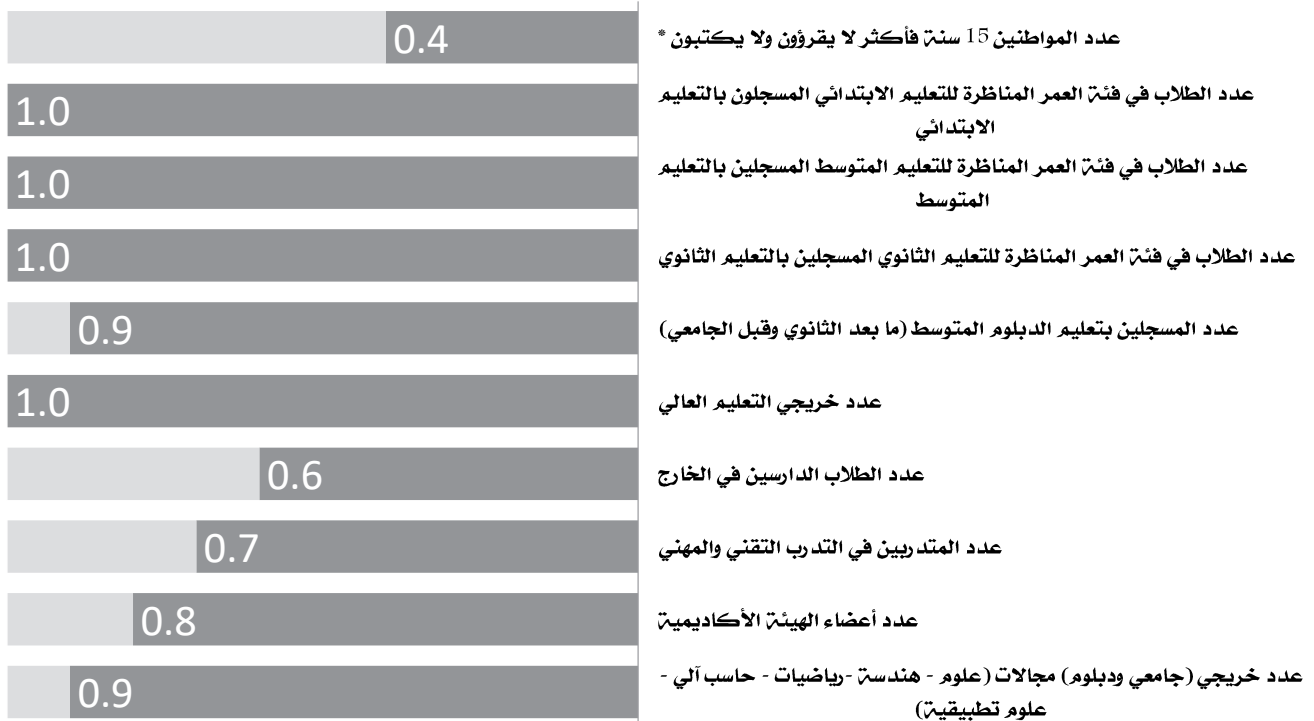 عدد المواطنين 15 سنة فأكثر لا يقرؤون ولا يكتبون *
0.4
عدد الطلاب في فئة العمر المناظرة للتعليم الابتدائي المسجلون بالتعليم
الابتدائي
1.0
عدد الطلاب في فئة العمر المناظرة للتعليم المتوسط المسجلين بالتعليم
المتوسط
1.0
عدد الطلاب في فئة العمر المناظرة للتعليم الثانوي المسجلين بالتعليم الثانوي
1.0
عدد المسجلين بتعليم الدبلوم المتوسط (ما بعد الثانوي وقبل الجامعي)
0.9
عدد خريجي التعليم العالي
1.0
عدد الطلاب الدارسين في الخارج
0.6
عدد المتدربين في التدرب التقني والمهني
0.7
عدد أعضاء الهيئة الأكاديمية
0.8
عدد خريجي (جامعي ودبلوم) مجالات (علوم - هندسة -رياضيات - حاسب آلي -
علوم تطبيقية)
0.9